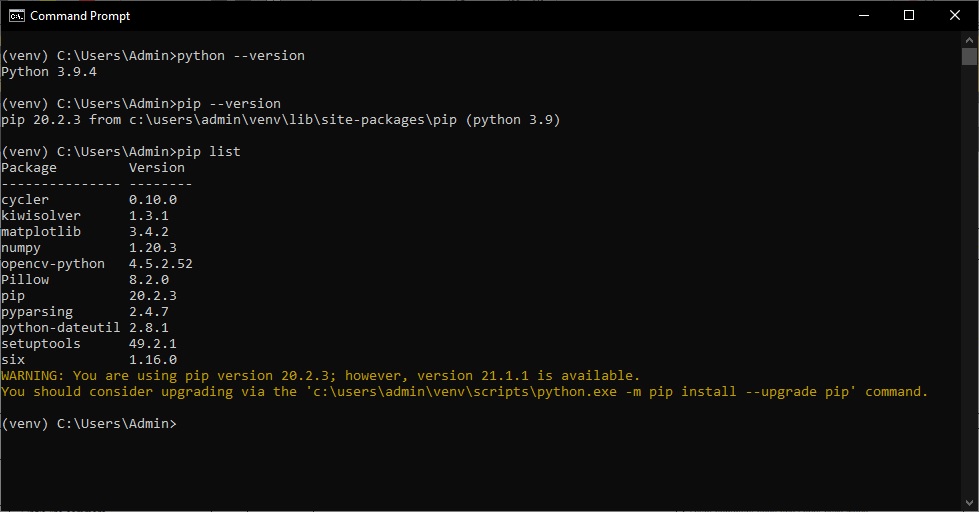 Command Prompt
(venv) C:\Users\Admin>python --version
Python 3.9.4
(venv) C:\Users\Admin>pip --version
pip 20.2.3 from c:\users\admin\venv\lib\site-packages\pip (python 3.9)
(venv) C:\Users\Admin>pip list
Package         Version
--------------- --------
cycler          0.10.0
kiwisolver      1.3.1
matplotlib      3.4.2
numpy           1.20.3
opencv-python   4.5.2.52
Pillow          8.2.0
pip             20.2.3
pyparsing       2.4.7
python-dateutil 2.8.1
setuptools      49.2.1
six             1.16.0
WARNING: You are using pip version 20.2.3; however, version 21.1.1 is available.
You should consider upgrading via the 'c:\users\admin\venv\scripts\python.exe -m pip install --upgrade pip' command.
(venv) C:\Users\Admin>